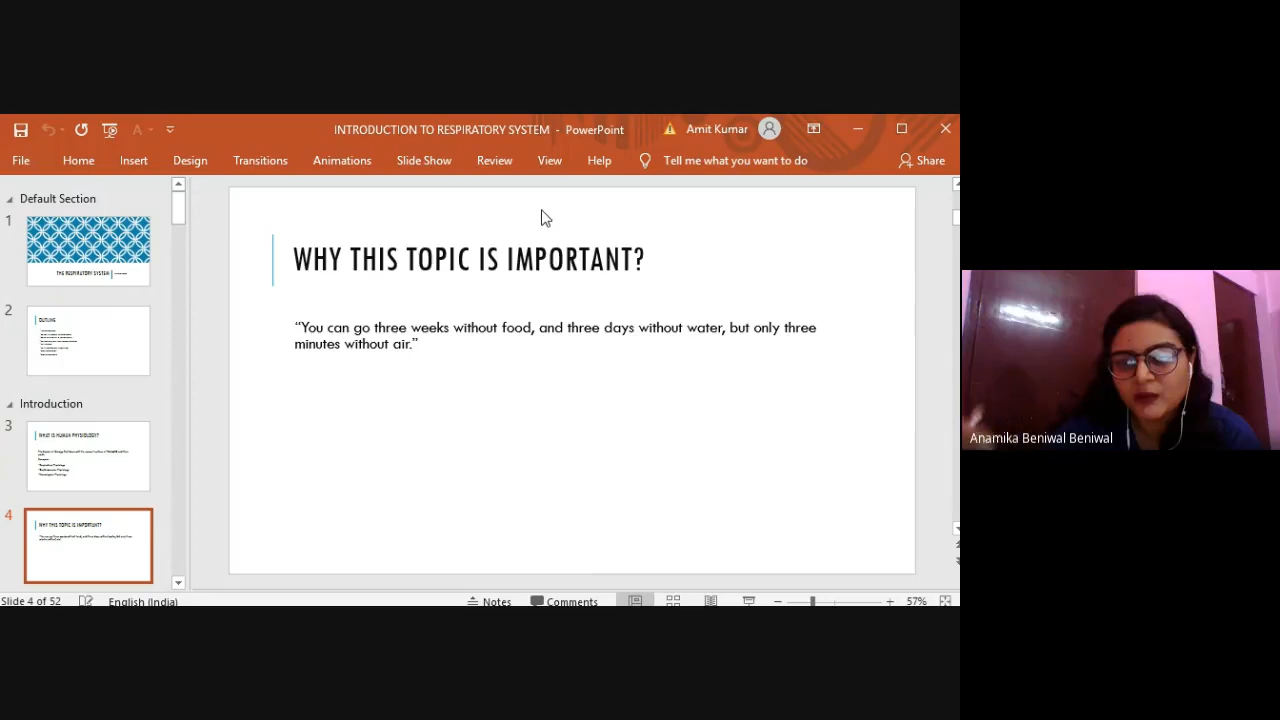 INTRODUCTION TO RESPIRATORY SYSTEM - PowerPoint
Amit Kumar
File Home Insert Design Transitions Animations Slide Show Review View Help Tell me what you want to do Share
Default Section
1
THE RESPIRATORY SYSTEM
2
OUTLINE
Introduction
3
WHAT IS HUMAN PHYSIOLOGY?
4
WHY THIS TOPIC IS IMPORTANT?
WHY THIS TOPIC IS IMPORTANT?
“You can go three weeks without food, and three days without water, but only three
minutes without air.”
Anamika Beniwal Beniwal
Slide 4 of 52 English (India) Notes Comments 57%